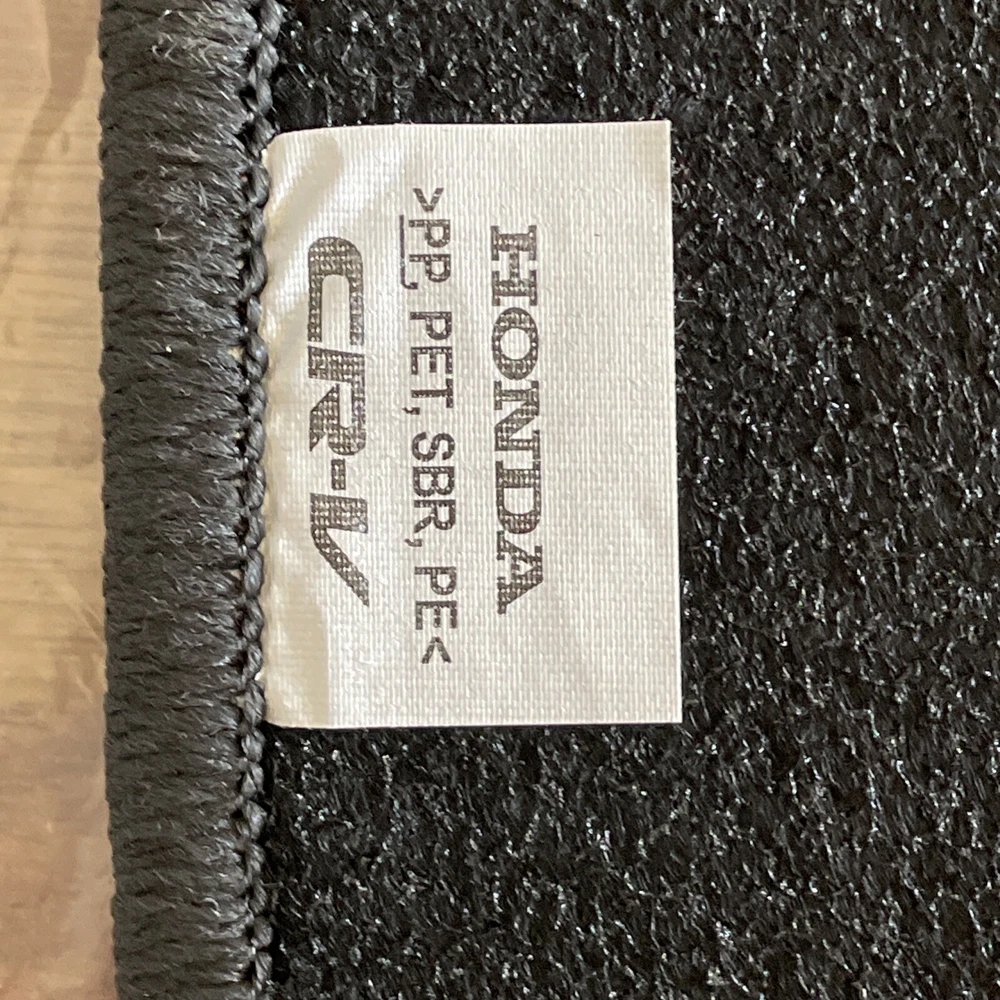 HONDA
>PP, PET, SBR, PE<
CR-V